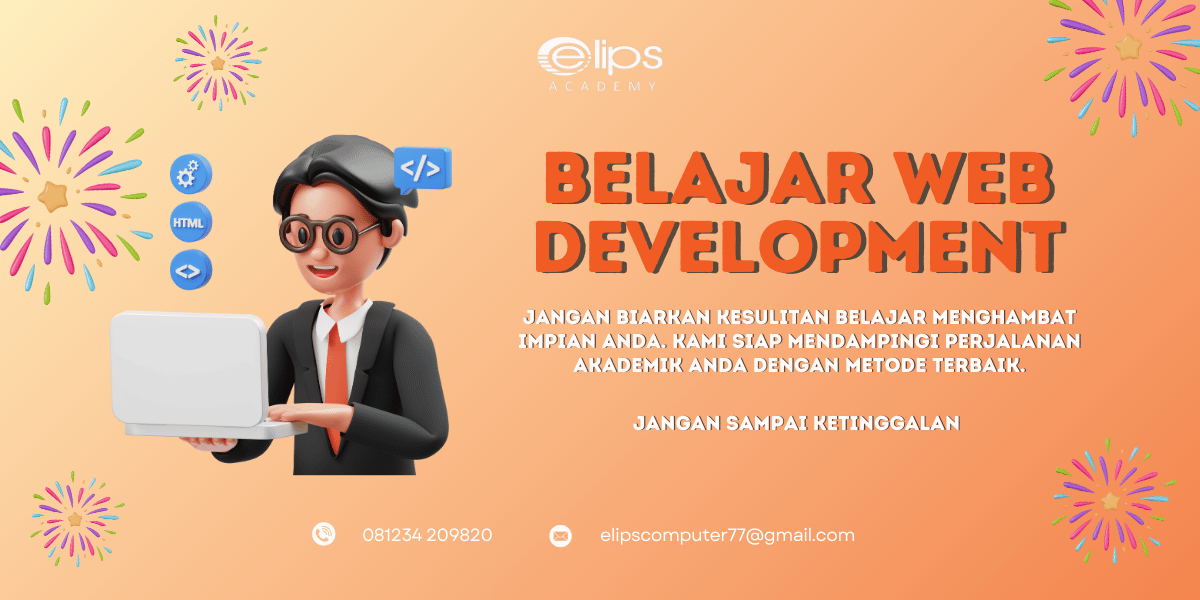 elips
ACADEMY
</>
HTML
<>
BELAJAR WEB
DEVELOPMENT
JANGAN BIARKAN KESULITAN BELAJAR MENGHAMBAT
IMPIAN ANDA. KAMI SIAP MENDAMPINGI PERJALANAN
AKADEMIK ANDA DENGAN METODE TERBAIK.
JANGAN SAMPAI KETINGGALAN
081234 209820
elipscomputer77@gmail.com